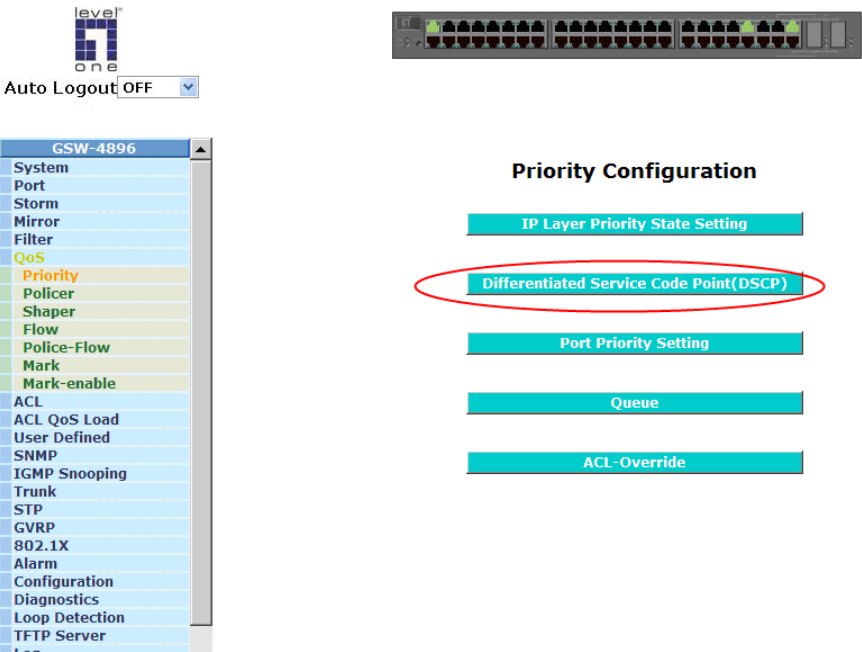 level
one
Auto Logout OFF
GSW-4896
System
Port
Storm
Mirror
Filter
QoS
Priority
Policer
Shaper
Flow
Police-Flow
Mark
Mark-enable
ACL
ACL QoS Load
User Defined
SNMP
IGMP Snooping
Trunk
STP
GVRP
802.1X
Alarm
Configuration
Diagnostics
Loop Detection
TFTP Server
Priority Configuration
IP Layer Priority State Setting
Differentiated Service Code Point(DSCP)
Port Priority Setting
Queue
ACL-Override